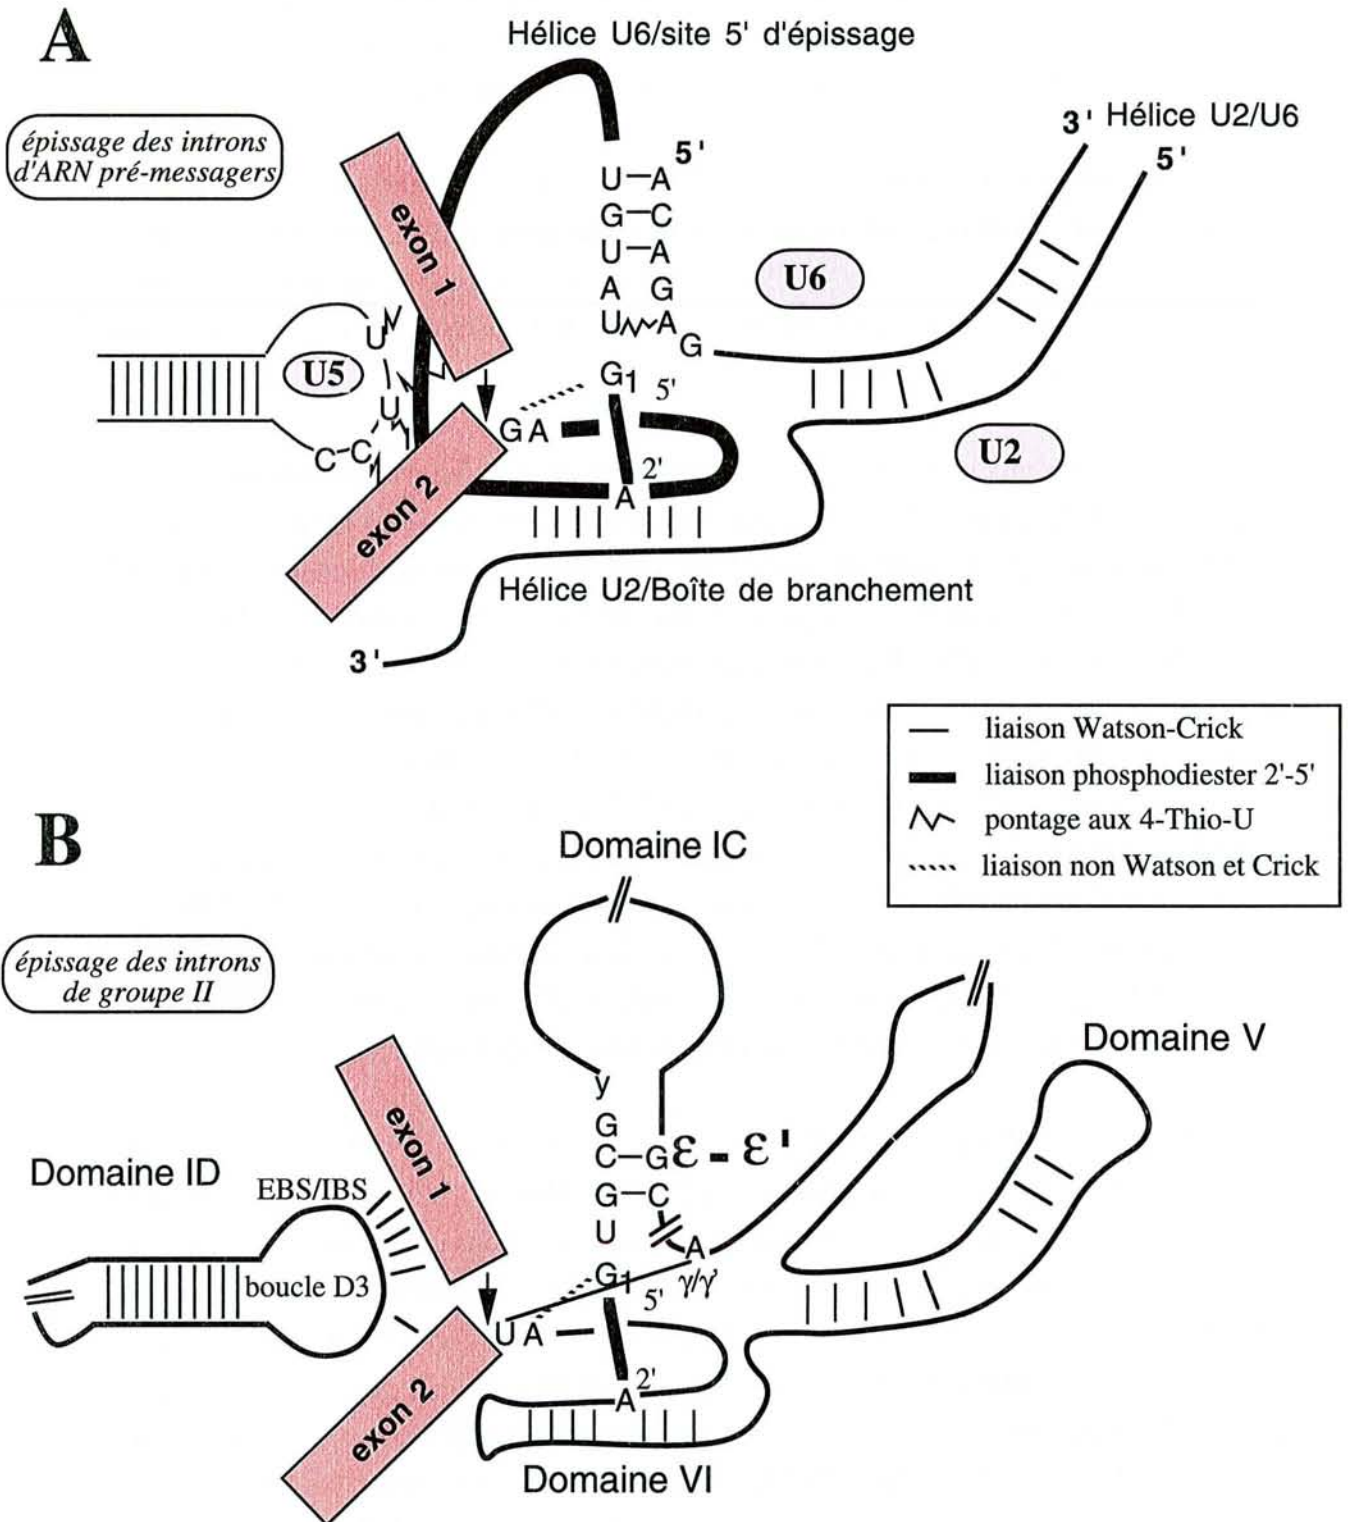 A
Hélice U6/site 5' d'épissage
épissage des introns
d'ARN pré-messagers
3' Hélice U2/U6
5'
5'
U–A
G–C
U–A
A G
U A
G
exon 1
U6
U
U5
U
C–C
G1 5'
GA
2'
A
U2
exon 2
Hélice U2/Boîte de branchement
3'
liaison Watson-Crick
liaison phosphodiester 2'-5'
pontage aux 4-Thio-U
liaison non Watson et Crick
B
Domaine IC
épissage des introns
de groupe II
Domaine V
y
G
C–G ε - ε'
G–C
U
A
G1
5' γ/γ'
exon 1
Domaine ID
EBS/IBS
boucle D3
UA
2'
A
exon 2
Domaine VI